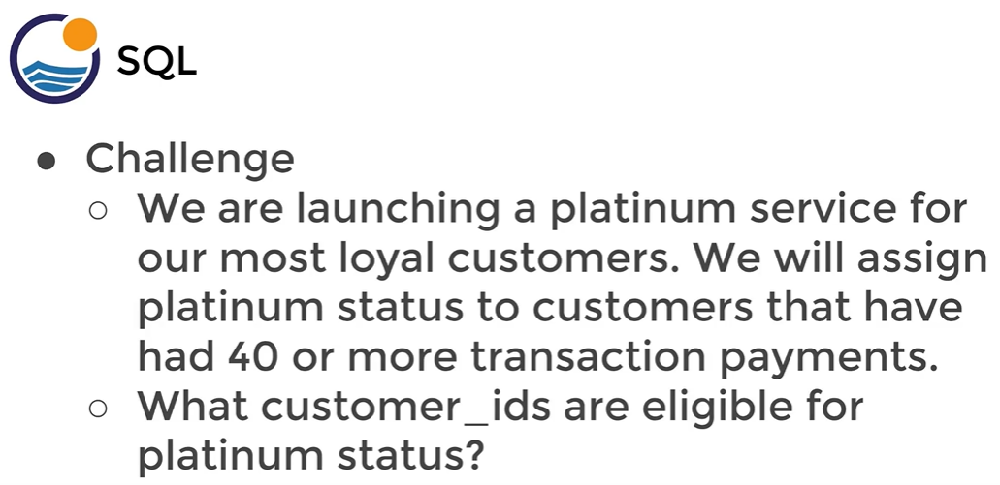 SQL
● Challenge
○ We are launching a platinum service for
our most loyal customers. We will assign
platinum status to customers that have
had 40 or more transaction payments.
○ What customer_ids are eligible for
platinum status?